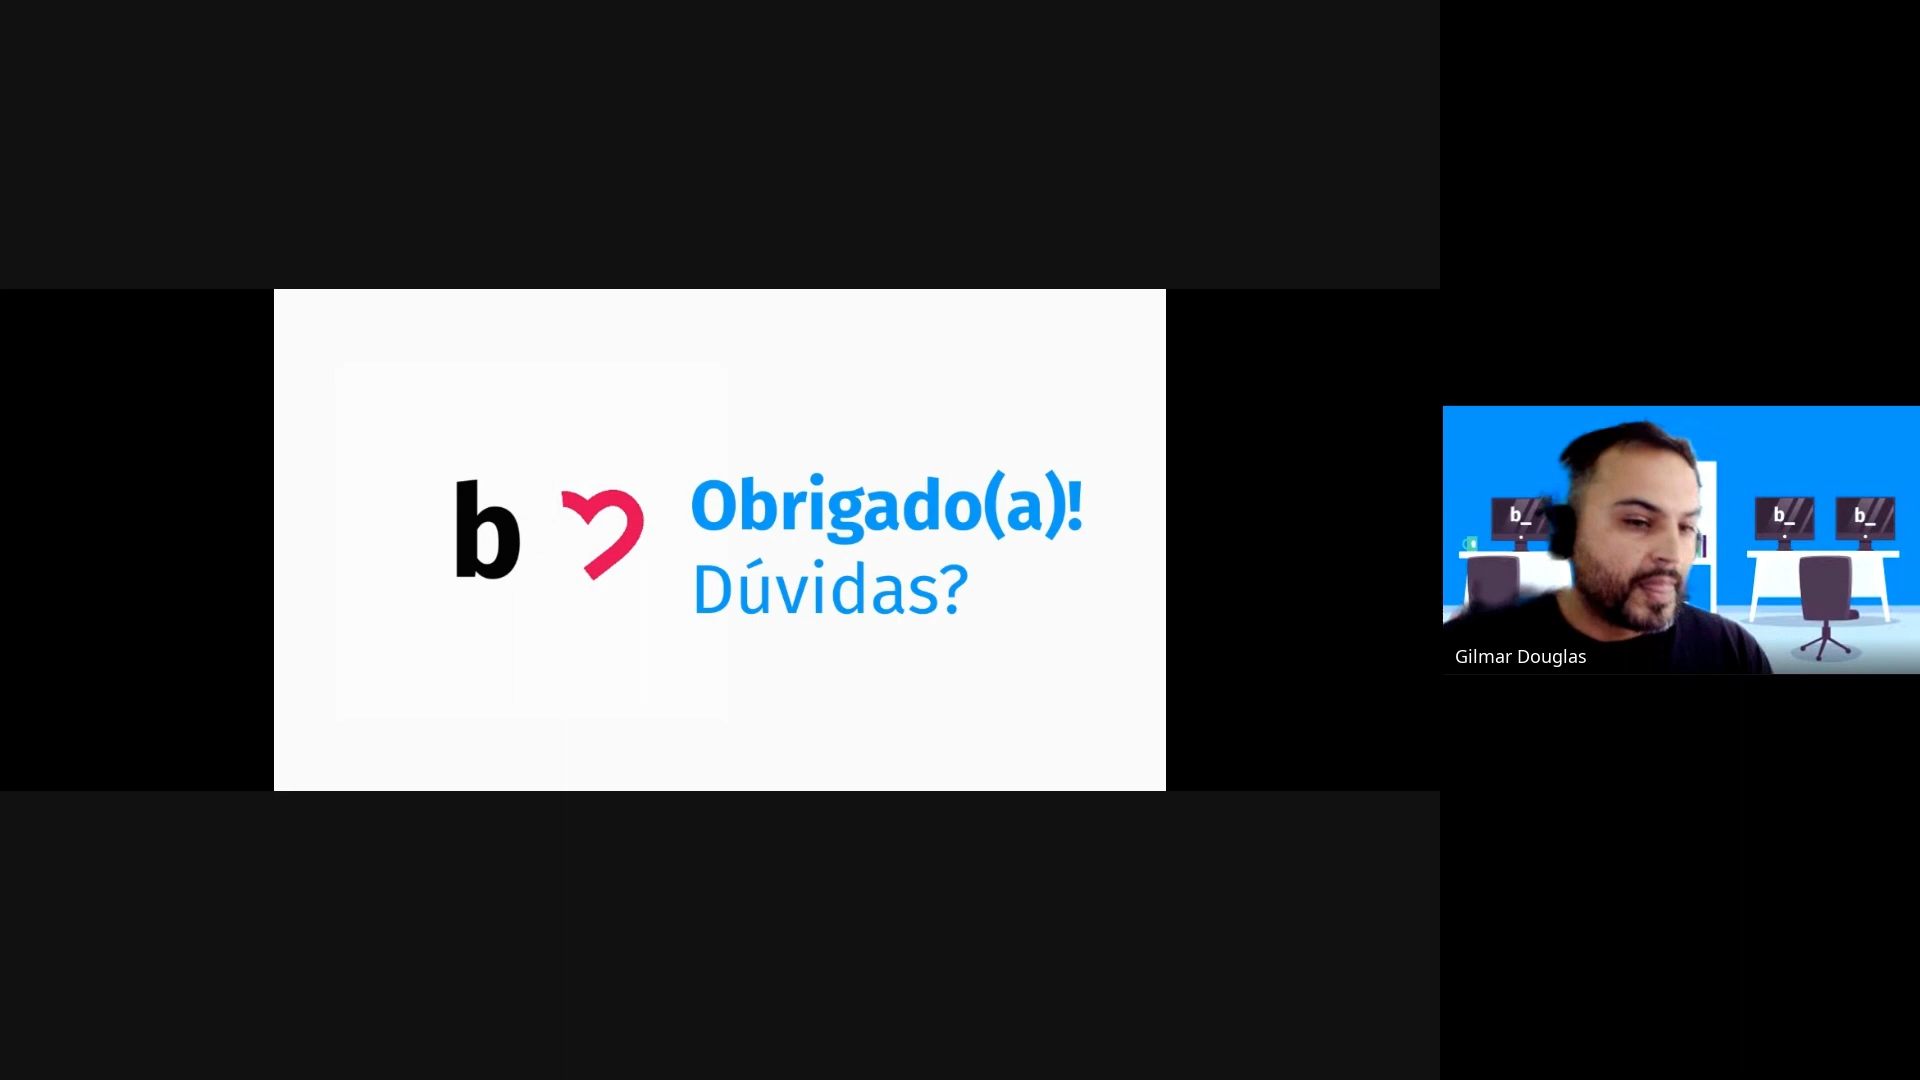 b
Obrigado(a)!
Dúvidas?
b_
b_
b_
Gilmar Douglas